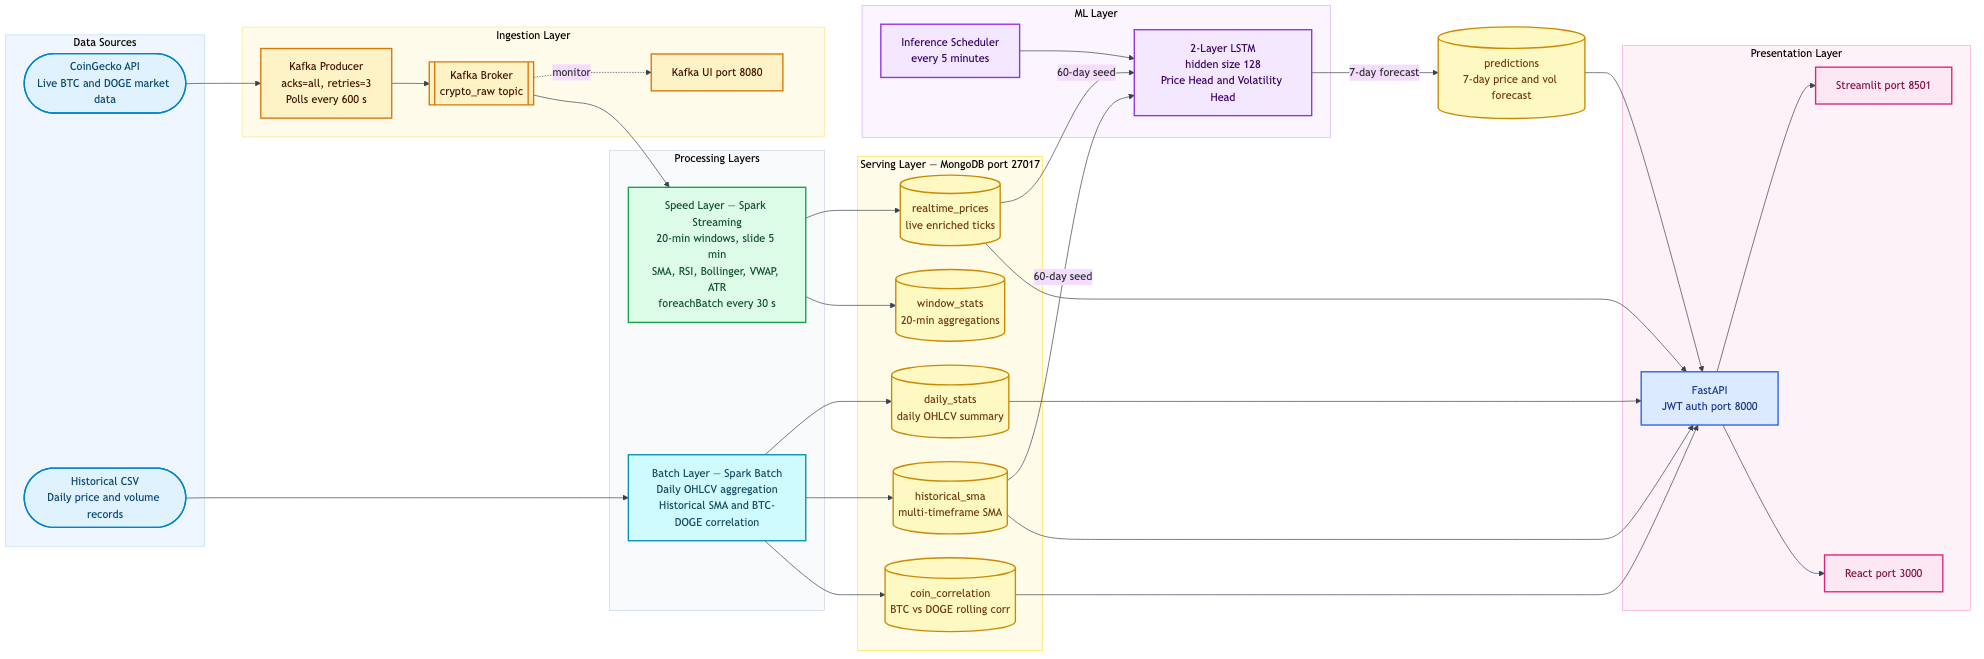 Data Sources
CoinGecko API
Live BTC and DOGE market
data
Historical CSV
Daily price and volume
records
Ingestion Layer
Kafka Producer
acks=all, retries=3
Polls every 600 s
Kafka Broker
crypto_raw topic
monitor
Kafka UI port 8080
Processing Layers
Speed Layer — Spark
Streaming
20-min windows, slide 5
min
SMA, RSI, Bollinger, VWAP,
ATR
foreachBatch every 30 s
Batch Layer — Spark Batch
Daily OHLCV aggregation
Historical SMA and BTC-
DOGE correlation
Serving Layer — MongoDB port 27017
realtime_prices
live enriched ticks
window_stats
20-min aggregations
daily_stats
daily OHLCV summary
historical_sma
multi-timeframe SMA
coin_correlation
BTC vs DOGE rolling corr
ML Layer
Inference Scheduler
every 5 minutes
60-day seed
60-day seed
2-Layer LSTM
hidden size 128
Price Head and Volatility
Head
7-day forecast
predictions
7-day price and vol
forecast
Presentation Layer
Streamlit port 8501
FastAPI
JWT auth port 8000
React port 3000